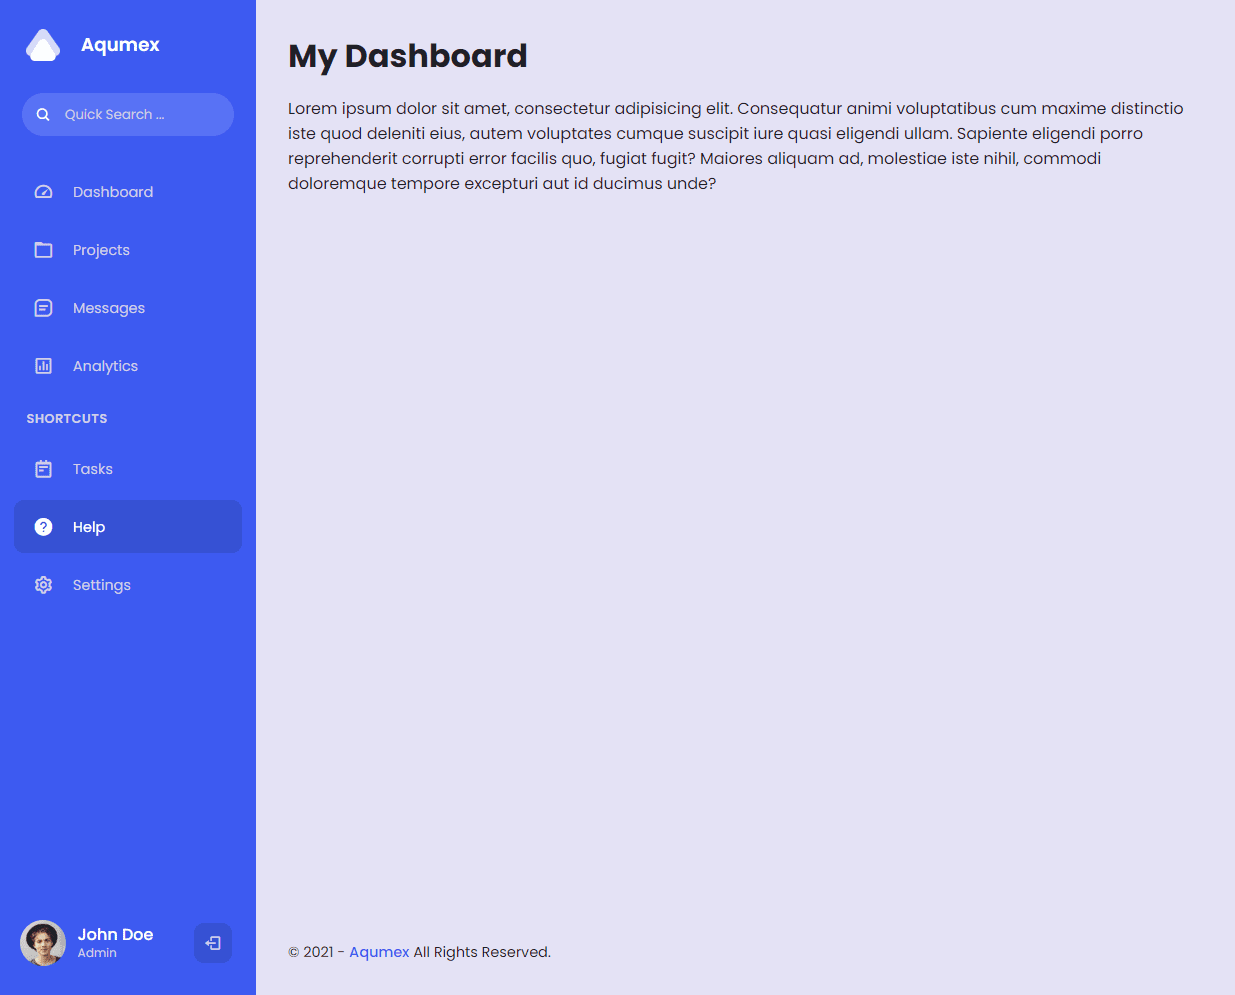 Aqumex
Quick Search ...
Dashboard
Projects
Messages
Analytics
SHORTCUTS
Tasks
Help
Settings
John Doe
Admin
My Dashboard
Lorem ipsum dolor sit amet, consectetur adipisicing elit. Consequatur animi voluptatibus cum maxime distinctio
iste quod deleniti eius, autem voluptates cumque suscipit iure quasi eligendi ullam. Sapiente eligendi porro
reprehenderit corrupti error facilis quo, fugiat fugit? Maiores aliquam ad, molestiae iste nihil, commodi
doloremque tempore excepturi aut id ducimus unde?
© 2021 - Aqumex All Rights Reserved.